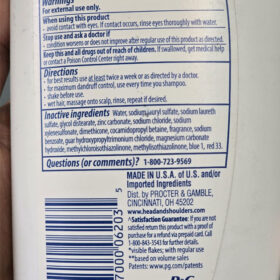 Warnings
For external use only.
When using this product
• avoid contact with eyes. If contact occurs, rinse eyes thoroughly with water.
Stop use and ask a doctor if
• condition worsens or does not improve after regular use of this product as directed.
Keep this and all drugs out of reach of children. If swallowed, get medical help
or contact a Poison Control Center right away.
Directions
• for best results use at least twice a week or as directed by a doctor.
• for maximum dandruff control, use every time you shampoo.
• shake before use.
• wet hair, massage onto scalp, rinse, repeat if desired.
Inactive ingredients Water, sodium lauryl sulfate, sodium laureth
sulfate, glycol distearate, zinc carbonate, sodium chloride, sodium
xylenesulfonate, dimethicone, cocamidopropyl betaine, fragrance, sodium
benzoate, guar hydroxypropyltrimonium chloride, magnesium carbonate
hydroxide, methylchloroisothiazolinone, methylisothiazolinone, blue 1, red 33.
Questions (or comments)? 1-800-723-9569
MADE IN U.S.A. of U.S. and/or
Imported Ingredients
Dist. by PROCTER & GAMBLE,
CINCINNATI, OH 45202
www.headandshoulders.com
Satisfaction Guarantee: If you are not
satisfied return this product with a proof of
purchase for a refund via prepaid card. Call
1-800-843-3543 for further details.
*visible flakes; with regular use
based on
*Patents: www.pg.com/patents
P&G
37000 06203 5